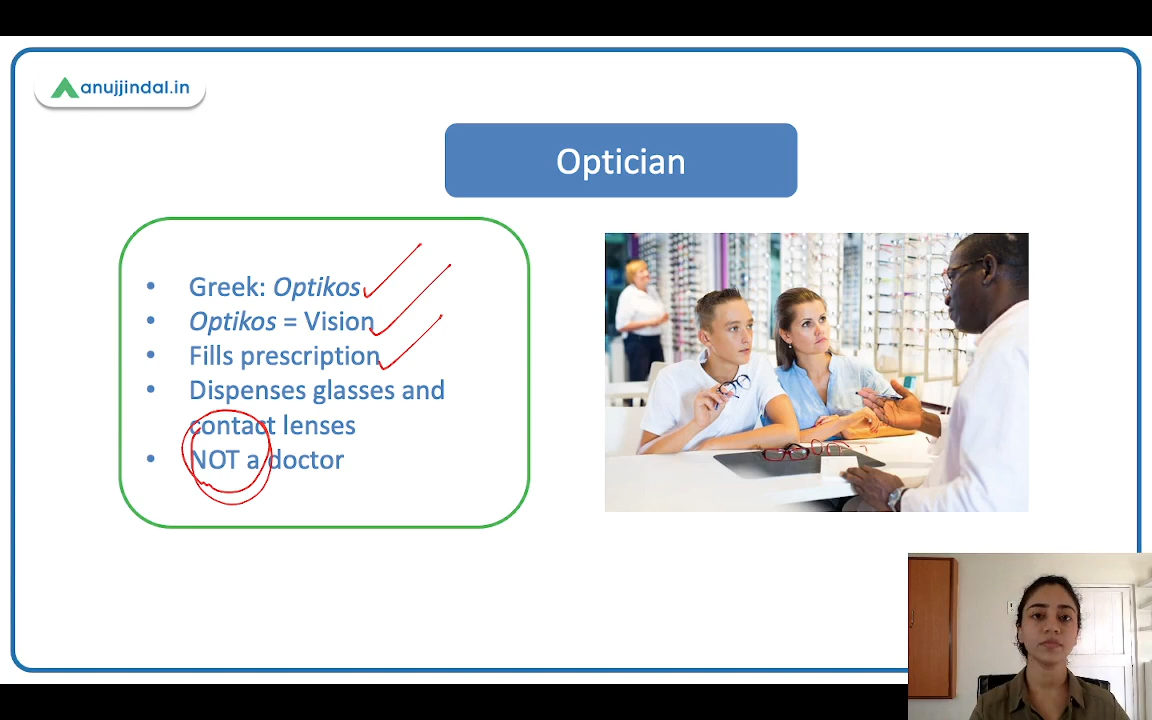 anujjindal.in
Optician
• Greek: Optikos
• Optikos = Vision
• Fills prescription
• Dispenses glasses and
contact lenses
• NOT a doctor